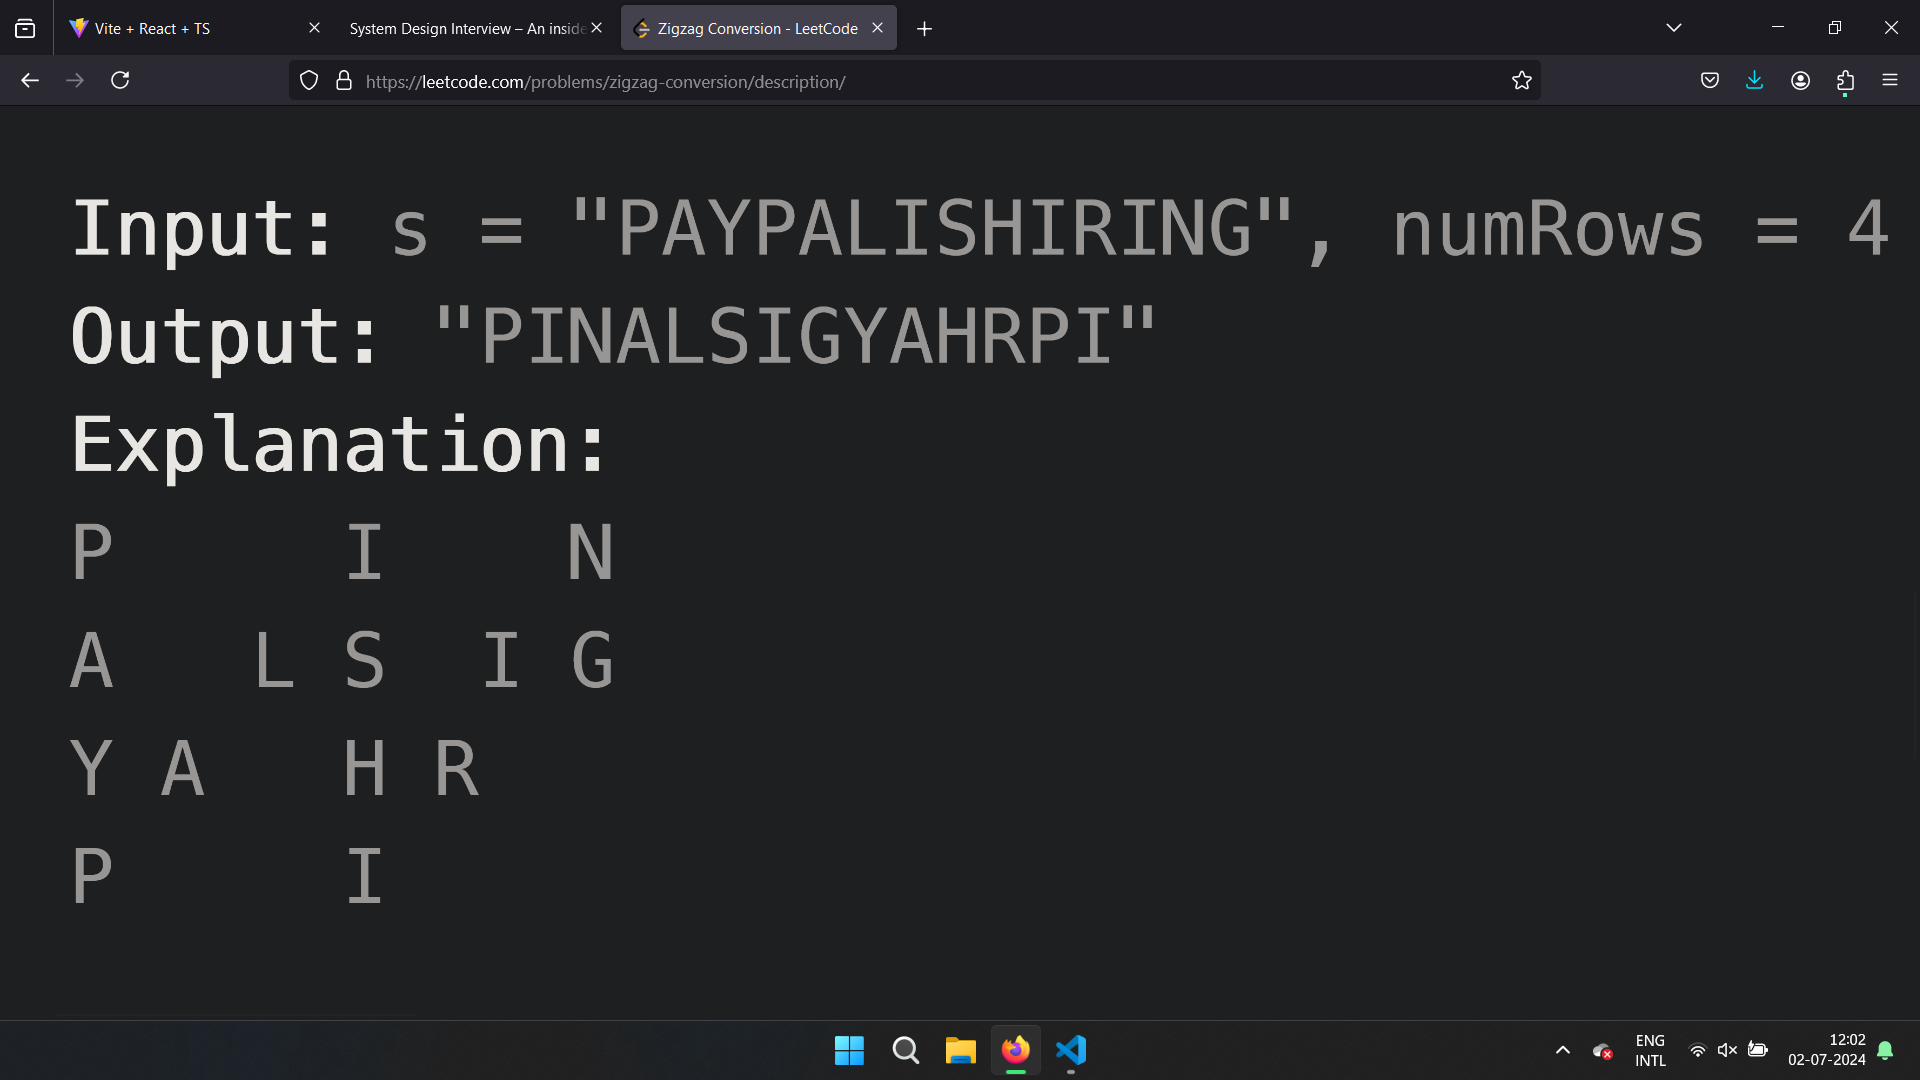 Vite + React + TS
System Design Interview – An inside
Zigzag Conversion - LeetCode
https://leetcode.com/problems/zigzag-conversion/description/
Input: s = "PAYPALISHIRING", numRows = 4
Output: "PINALSIGYAHRPI"
Explanation:
P I N
A L S I G
Y A H R
P I
ENG
INTL
12:02
02-07-2024